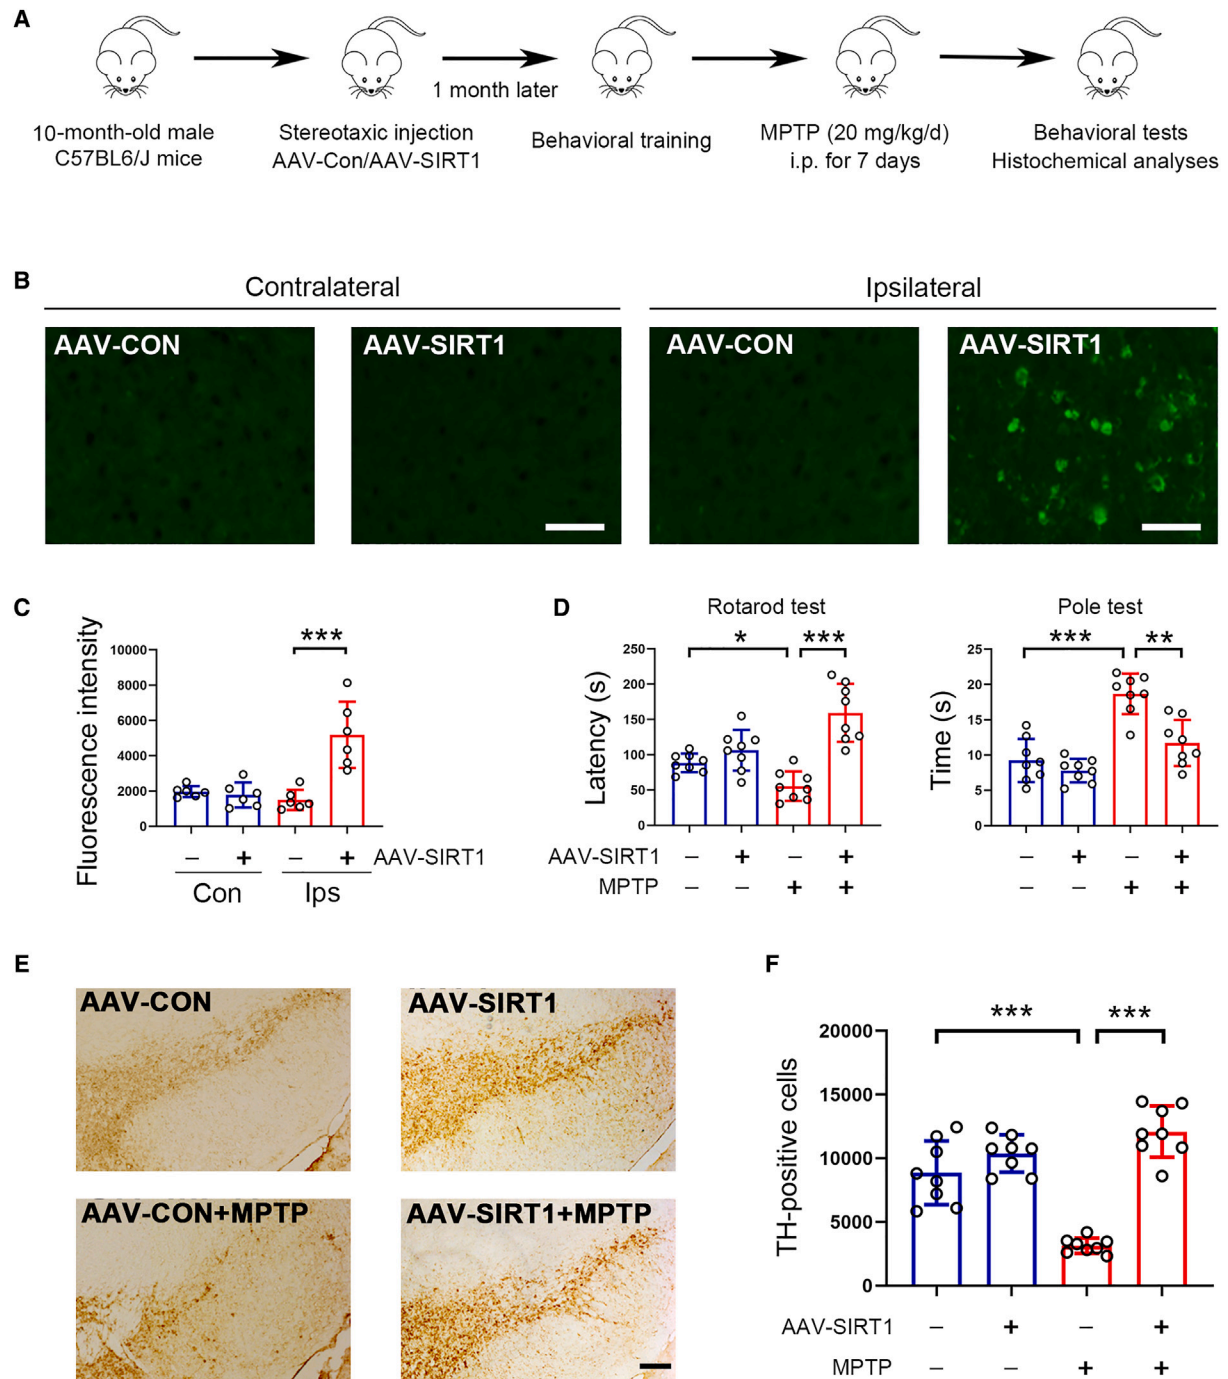 A
1 month later
10-month-old male
C57BL6/J mice
Stereotaxic injection
AAV-Con/AAV-SIRT1
Behavioral training
MPTP (20 mg/kg/d)
i.p. for 7 days
Behavioral tests
Histochemical analyses
B
Contralateral
Ipsilateral
AAV-CON
AAV-SIRT1
AAV-CON
AAV-SIRT1
C
Fluorescence intensity
10000
8000
6000
4000
2000
0
***
– + – + AAV-SIRT1
Con Ips
D
Rotarod test
Latency (s)
250
200
150
100
50
0
* ***
AAV-SIRT1 – + – +
MPTP – – + +
Pole test
Time (s)
25
20
15
10
5
0
*** **
– + – +
– – + +
E
AAV-CON
AAV-SIRT1
AAV-CON+MPTP
AAV-SIRT1+MPTP
F
TH-positive cells
20000
15000
10000
5000
0
*** ***
AAV-SIRT1 – + – +
MPTP – – + +